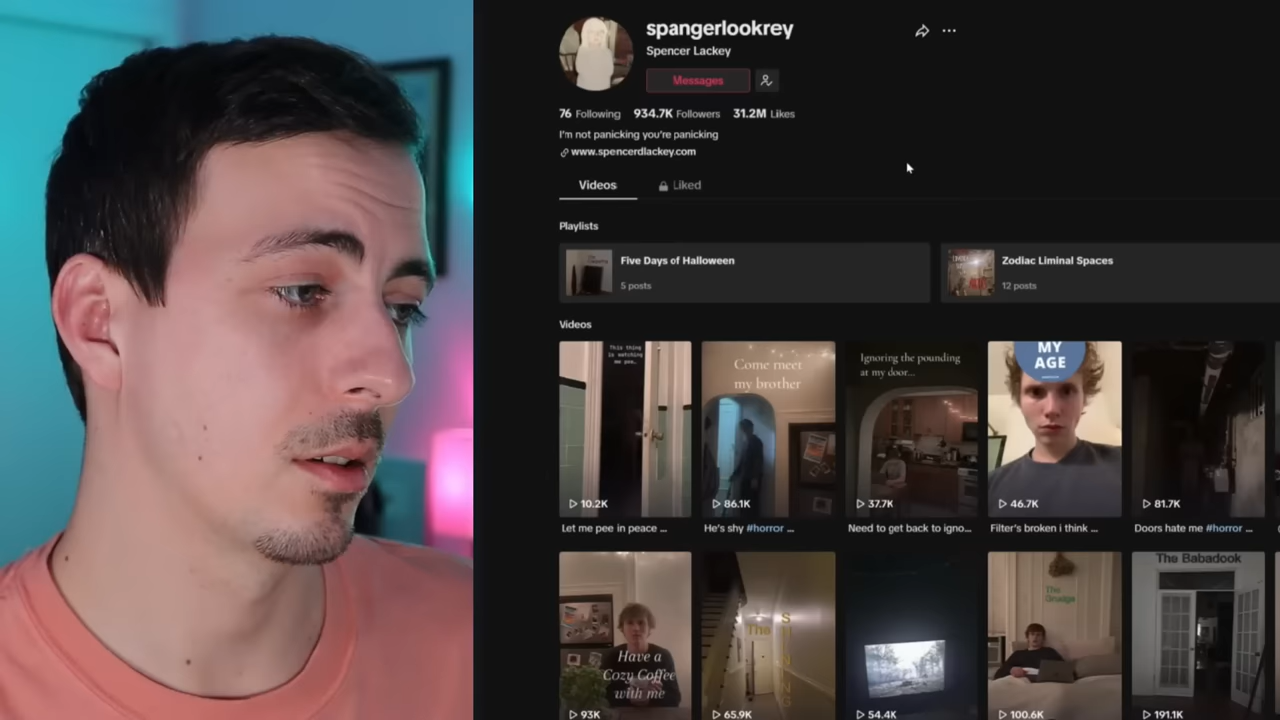 spangerlookrey
Spencer Lackey
Messages
76 Following 934.7K Followers 31.2M Likes
I'm not panicking you're panicking
www.spencerdlackey.com
Videos Liked
Playlists
Five Days of Halloween
5 posts
Zodiac Liminal Spaces
12 posts
Videos
This thing
is watching
me pee…
10.2K
Let me pee in peace ...
Come meet
my brother
86.1K
He's shy #horror ...
Ignoring the pounding
at my door...
37.7K
Need to get back to igno...
MY
AGE
46.7K
Filter's broken i think ...
81.7K
Doors hate me #horror ...
Have a
Cozy Coffee
with me
93K
The
65.9K
54.4K
The
Grudge
100.6K
The Babadook
191.1K